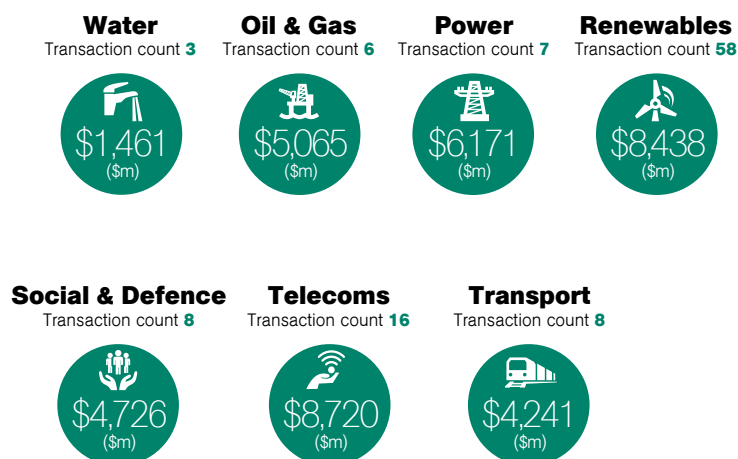 Water
Transaction count 3
$1,461
($m)
Oil & Gas
Transaction count 6
$5,065
($m)
Power
Transaction count 7
$6,171
($m)
Renewables
Transaction count 58
$8,438
($m)
Social & Defence
Transaction count 8
$4,726
($m)
Telecoms
Transaction count 16
$8,720
($m)
Transport
Transaction count 8
$4,241
($m)